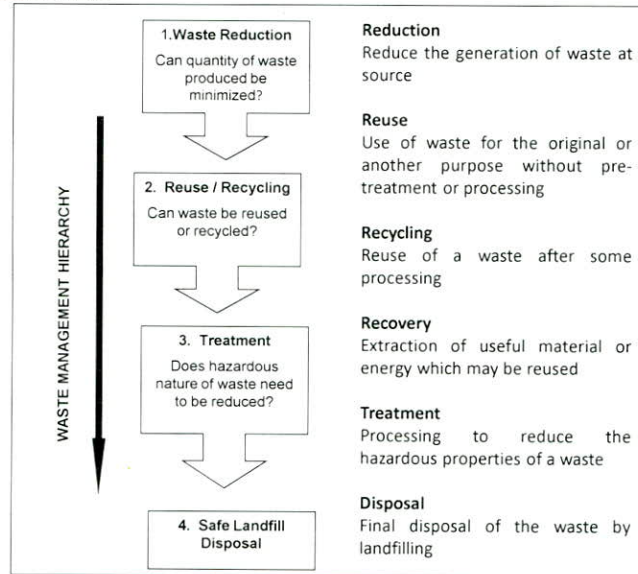 WASTE MANAGEMENT HIERARCHY
1.Waste Reduction
Can quantity of waste
produced be
minimized?
2. Reuse / Recycling
Can waste be reused
or recycled?
3. Treatment
Does hazardous
nature of waste need
to be reduced?
4. Safe Landfill
Disposal
Reduction
Reduce the generation of waste at
source
Reuse
Use of waste for the original or
another purpose without pre-
treatment or processing
Recycling
Reuse of a waste after some
processing
Recovery
Extraction of useful material or
energy which may be reused
Treatment
Processing to reduce the
hazardous properties of a waste
Disposal
Final disposal of the waste by
landfilling